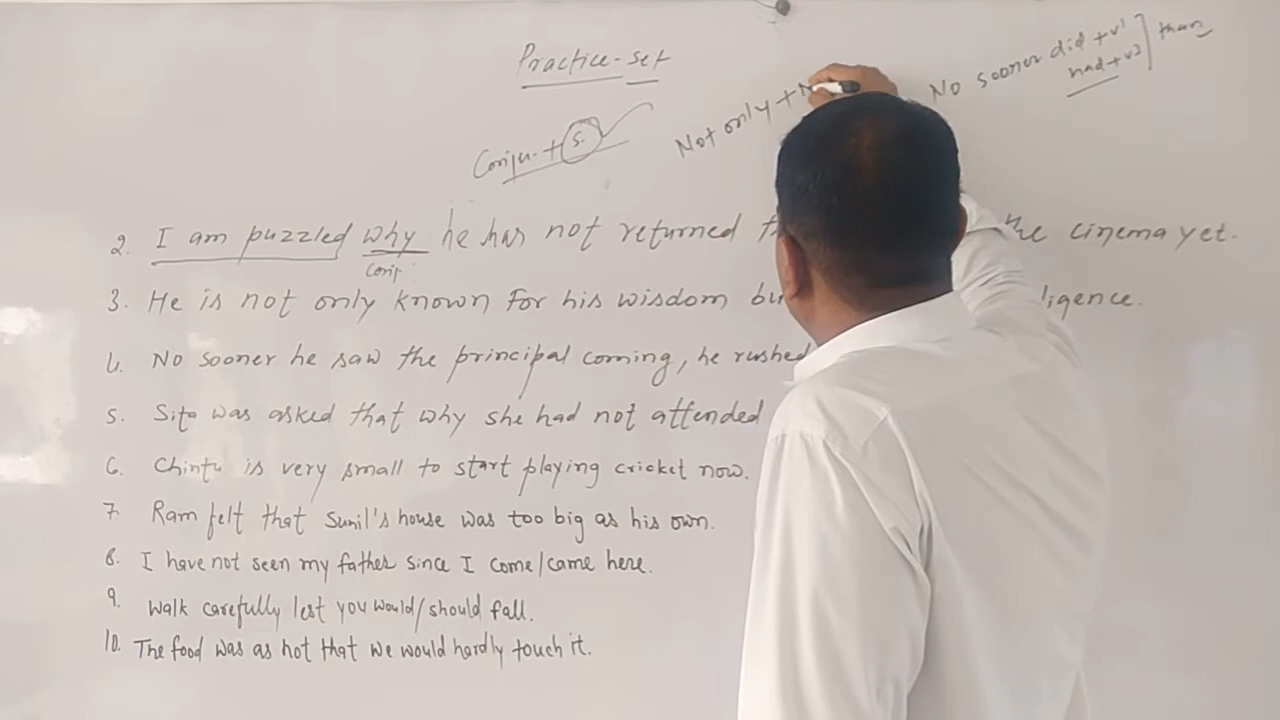 Practice-set
No sooner did + v1 ] than
had + v3
Not only +
Conju. + S.
2. I am puzzled why he has not returned the cinema yet.
Conj.
3. He is not only known for his wisdom
4. No sooner he saw the principal coming, he rushed
5. Sita was asked that why she had not attended
6. Chintu is very small to start playing cricket now.
7. Ram felt that Sunil's house was too big as his own.
8. I have not seen my father since I come/came here.
9. Walk carefully lest you would/should fall.
10. The food was as hot that we would hardly touch it.